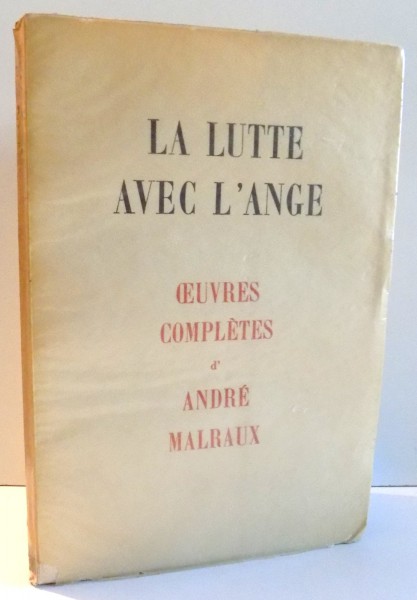 LA LUTTE
AVEC L'ANGE
ŒUVRES
COMPLÈTES
d'
ANDRÉ
MALRAUX